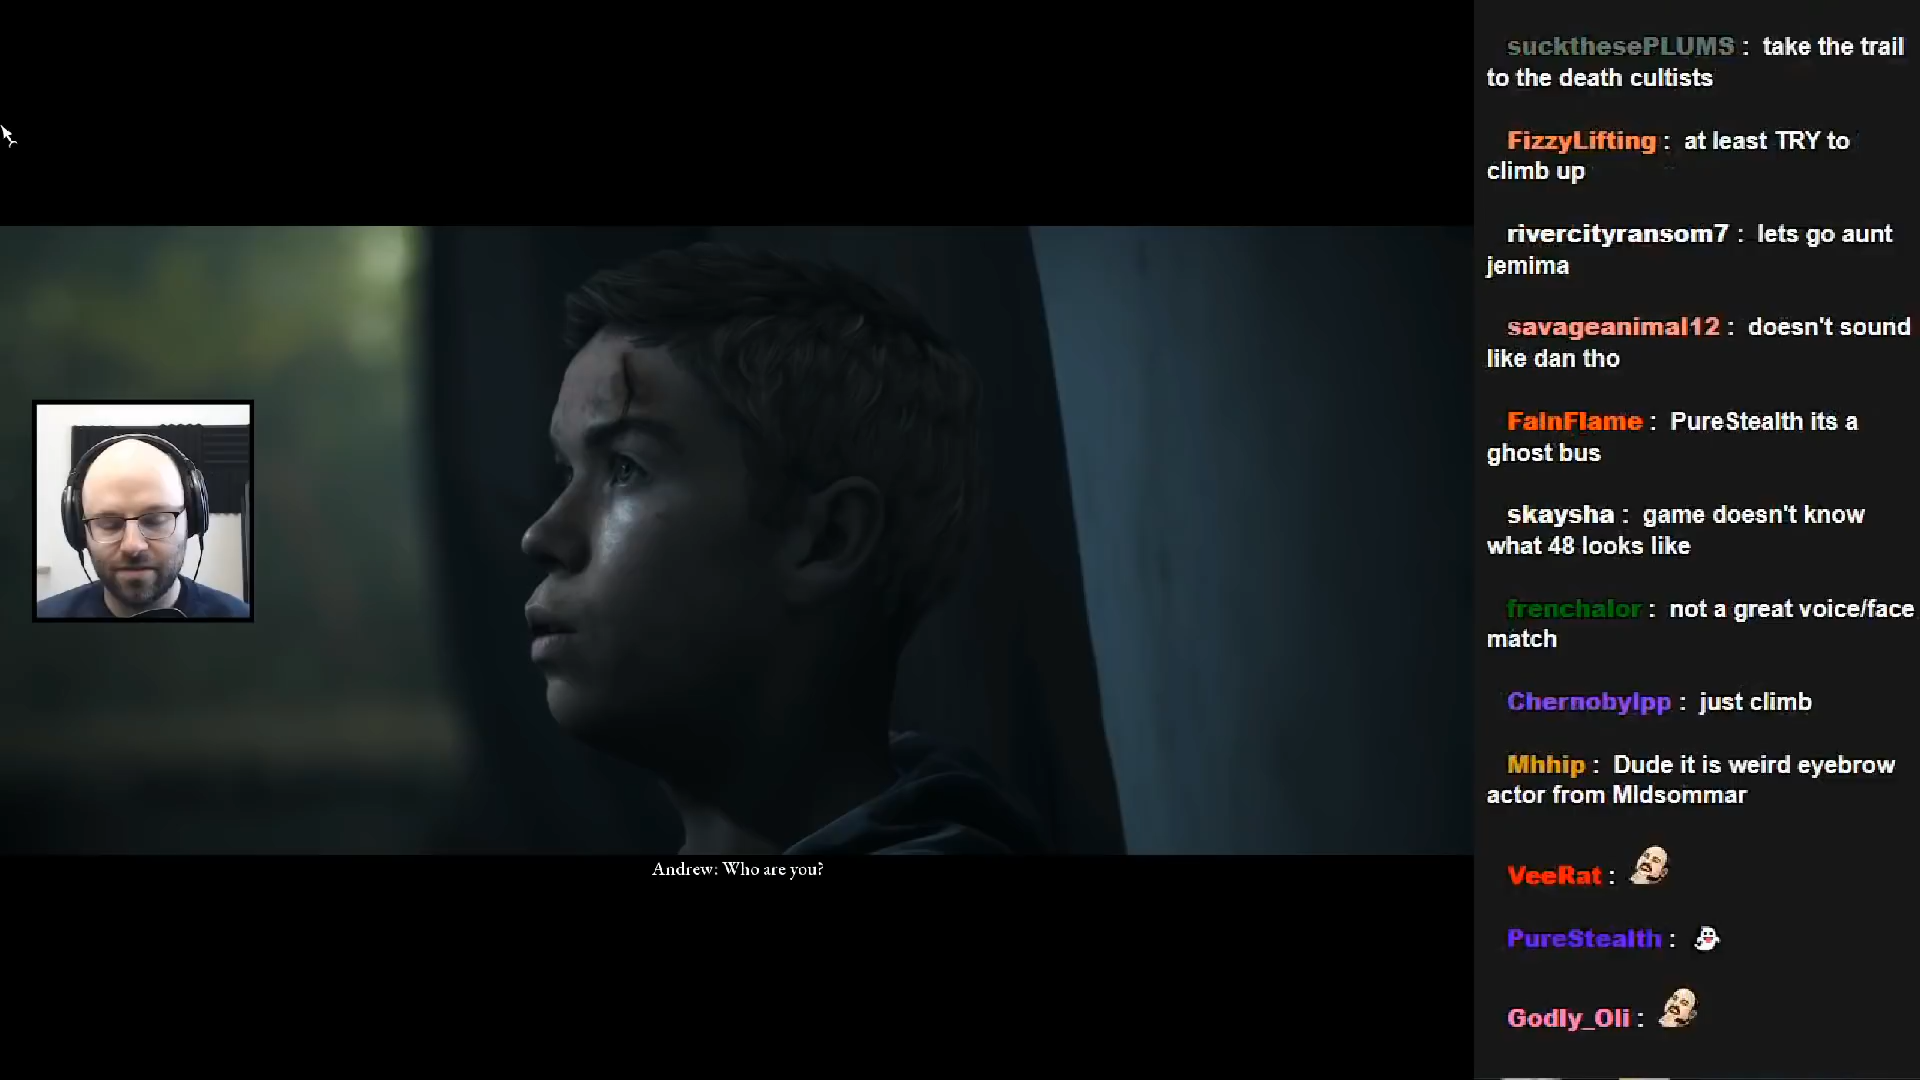 suckthesePLUMS : take the trail
to the death cultists
FizzyLifting : at least TRY to
climb up
rivercityransom7 : lets go aunt
jemima
savageanimal12 : doesn't sound
like dan tho
FalnFlame : PureStealth its a
ghost bus
skaysha : game doesn't know
what 48 looks like
frenchalor : not a great voice/face
match
Chernobylpp : just climb
Mhhip : Dude it is weird eyebrow
actor from MIdsommar
VeeRat :
PureStealth :
Godly_Oli :
Andrew: Who are you?